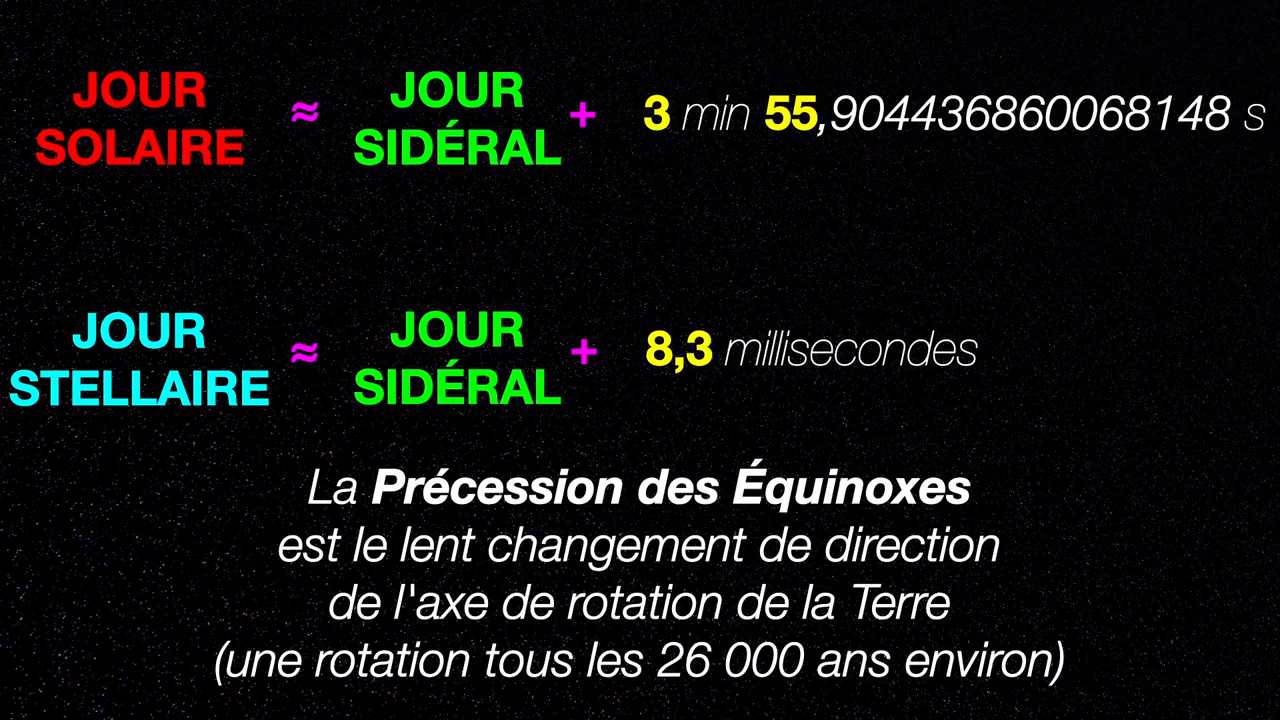 JOUR SOLAIRE ≈ JOUR SIDÉRAL + 3 min 55,904436860068148 s
JOUR STELLAIRE ≈ JOUR SIDÉRAL + 8,3 millisecondes
La Précession des Équinoxes
est le lent changement de direction
de l'axe de rotation de la Terre
(une rotation tous les 26 000 ans environ)